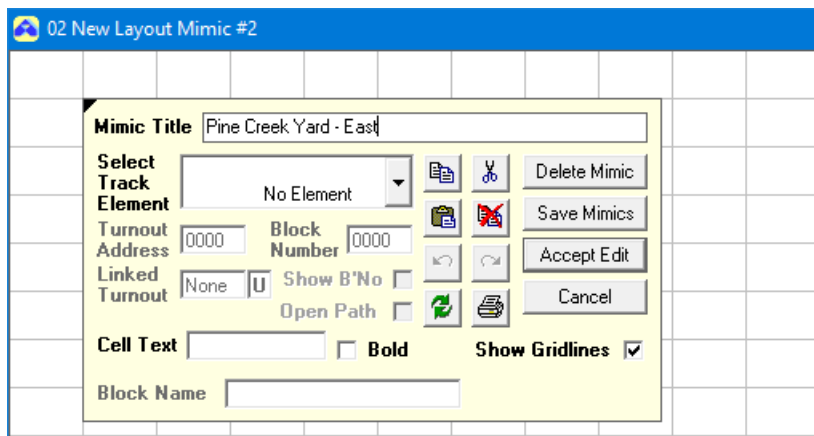 02 New Layout Mimic #2
Mimic Title Pine Creek Yard - East
Select Track Element No Element
Delete Mimic
Save Mimics
Turnout Address 0000 Block Number 0000
Accept Edit
Linked Turnout None U Show B'No
Cancel
Open Path
Cell Text Bold Show Gridlines
Block Name